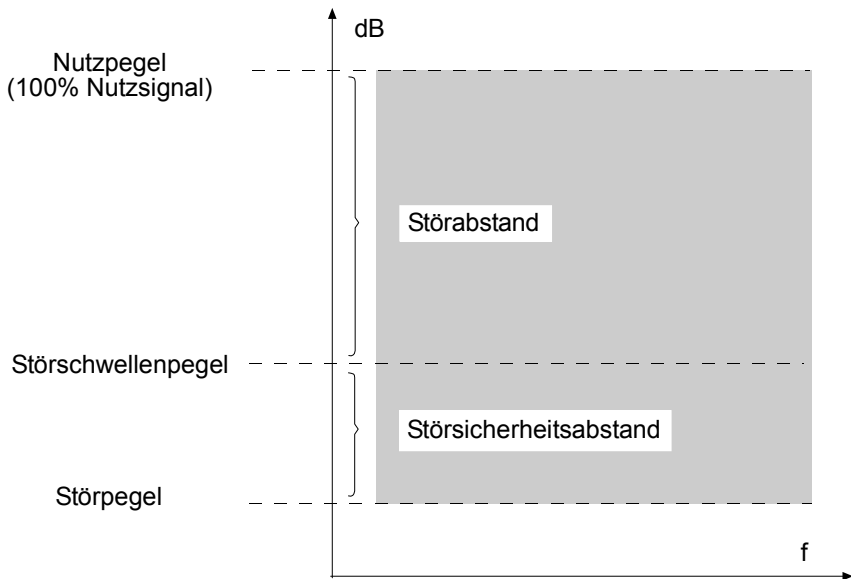 dB
Nutzpegel
(100% Nutzsignal)
Störabstand
Störschwellenpegel
Störsicherheitsabstand
Störpegel
f